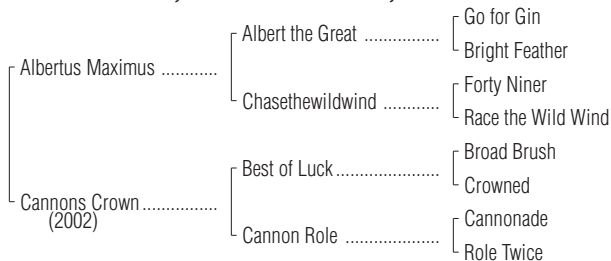 Go for Gin
Albert the Great ................
Bright Feather
Albertus Maximus ............
Forty Niner
Chasethewildwind ............
Race the Wild Wind
Broad Brush
Best of Luck ......................
Crowned
Cannons Crown ................
(2002)
Cannonade
Cannon Role ....................
Role Twice